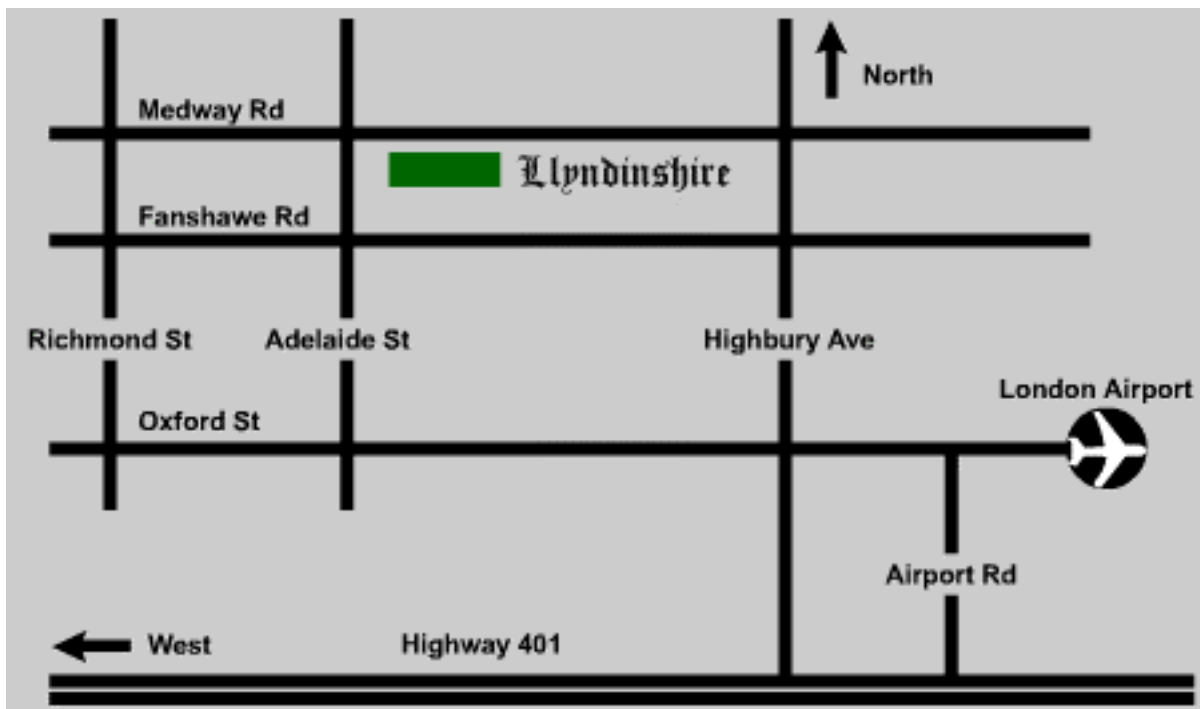 North
Medway Rd
Llyndinshire
Fanshawe Rd
Richmond St
Adelaide St
Highbury Ave
London Airport
Oxford St
Airport Rd
West
Highway 401